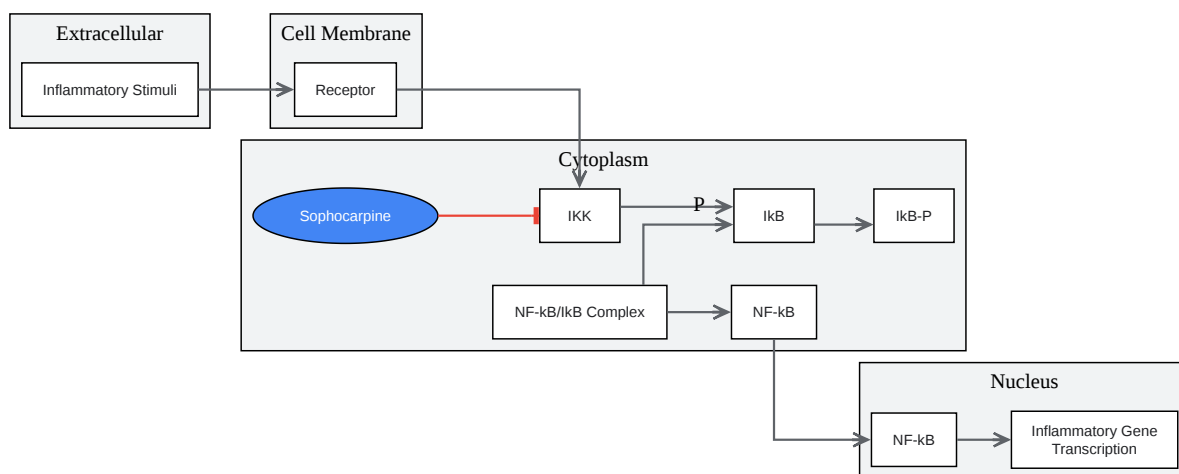 Extracellular
Cell Membrane
Inflammatory Stimuli
Receptor
Cytoplasm
Sophocarpine
IKK
P
IkB
IkB-P
NF-kB/IkB Complex
NF-kB
Nucleus
NF-kB
Inflammatory Gene
Transcription